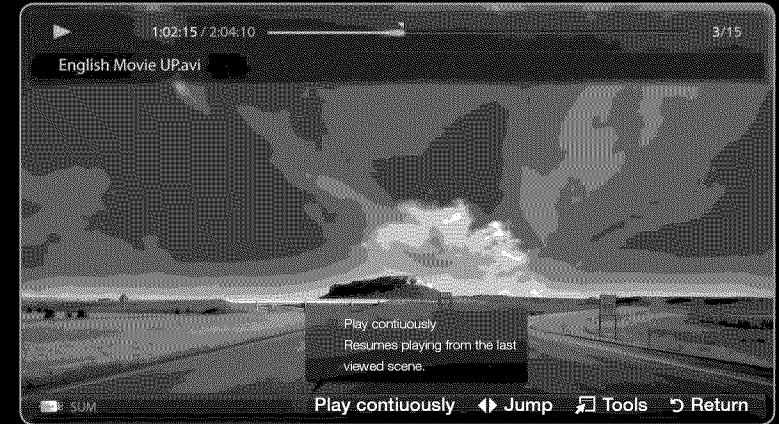 1:02:15 / 2:04:10 3/15
English Movie UP.avi
Play contiuously
Resumes playing from the last
viewed scene.
SUM Play contiuously Jump Tools Return